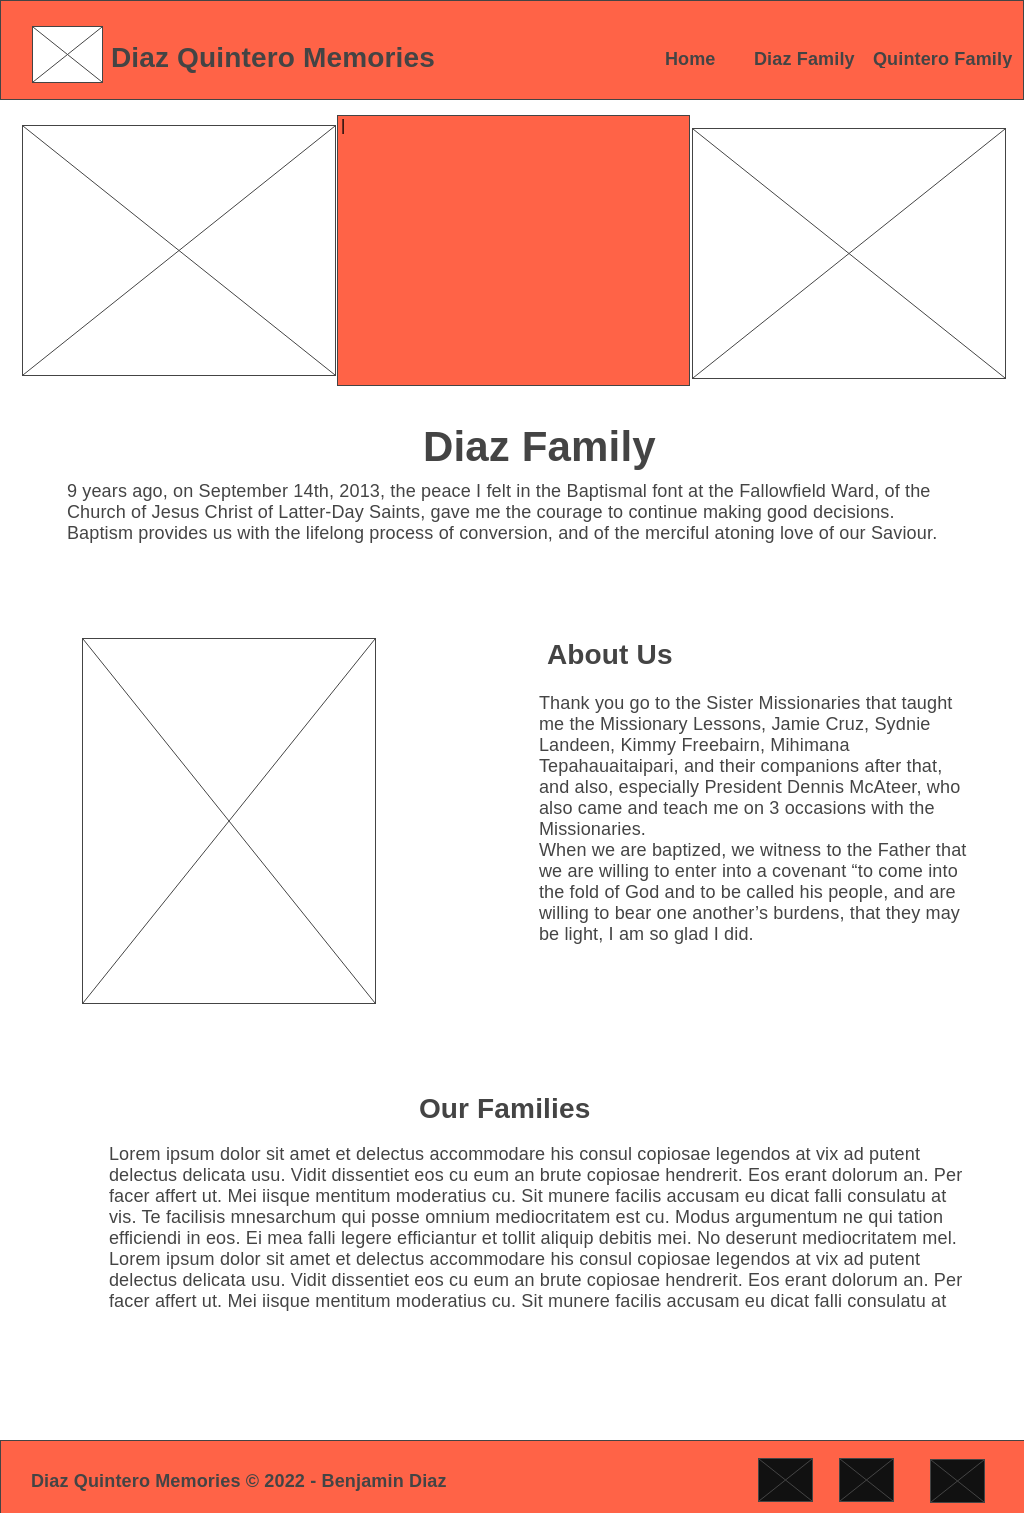 Diaz Quintero Memories
Home Diaz Family Quintero Family
|
Diaz Family
9 years ago, on September 14th, 2013, the peace I felt in the Baptismal font at the Fallowfield Ward, of the
Church of Jesus Christ of Latter-Day Saints, gave me the courage to continue making good decisions.
Baptism provides us with the lifelong process of conversion, and of the merciful atoning love of our Saviour.
About Us
Thank you go to the Sister Missionaries that taught
me the Missionary Lessons, Jamie Cruz, Sydnie
Landeen, Kimmy Freebairn, Mihimana
Tepahauaitaipari, and their companions after that,
and also, especially President Dennis McAteer, who
also came and teach me on 3 occasions with the
Missionaries.
When we are baptized, we witness to the Father that
we are willing to enter into a covenant “to come into
the fold of God and to be called his people, and are
willing to bear one another’s burdens, that they may
be light, I am so glad I did.
Our Families
Lorem ipsum dolor sit amet et delectus accommodare his consul copiosae legendos at vix ad putent
delectus delicata usu. Vidit dissentiet eos cu eum an brute copiosae hendrerit. Eos erant dolorum an. Per
facer affert ut. Mei iisque mentitum moderatius cu. Sit munere facilis accusam eu dicat falli consulatu at
vis. Te facilisis mnesarchum qui posse omnium mediocritatem est cu. Modus argumentum ne qui tation
efficiendi in eos. Ei mea falli legere efficiantur et tollit aliquip debitis mei. No deserunt mediocritatem mel.
Lorem ipsum dolor sit amet et delectus accommodare his consul copiosae legendos at vix ad putent
delectus delicata usu. Vidit dissentiet eos cu eum an brute copiosae hendrerit. Eos erant dolorum an. Per
facer affert ut. Mei iisque mentitum moderatius cu. Sit munere facilis accusam eu dicat falli consulatu at
Diaz Quintero Memories © 2022 - Benjamin Diaz